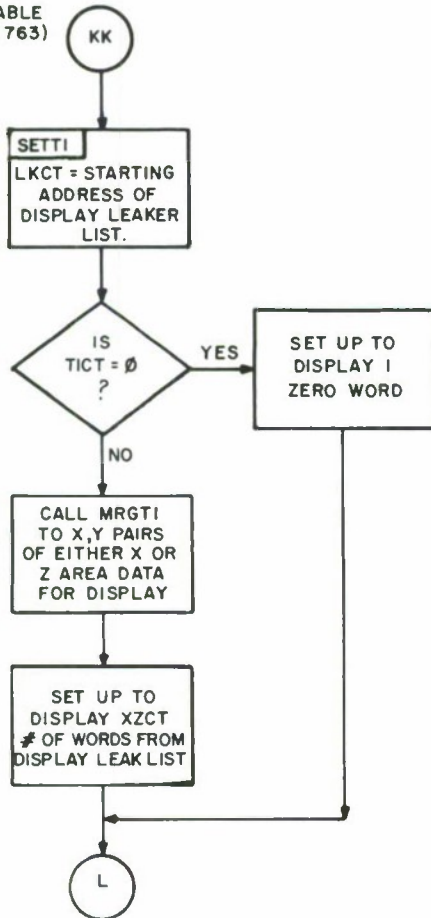 ABLE
763)
KK
SETTI
LKCT = STARTING
ADDRESS OF
DISPLAY LEAKER
LIST.
IS
TICT = Ø
?
YES
SET UP TO
DISPLAY I
ZERO WORD
NO
CALL MRGTI
TO X,Y PAIRS
OF EITHER X OR
Z AREA DATA
FOR DISPLAY
SET UP TO
DISPLAY XZCT
# OF WORDS FROM
DISPLAY LEAK LIST
L